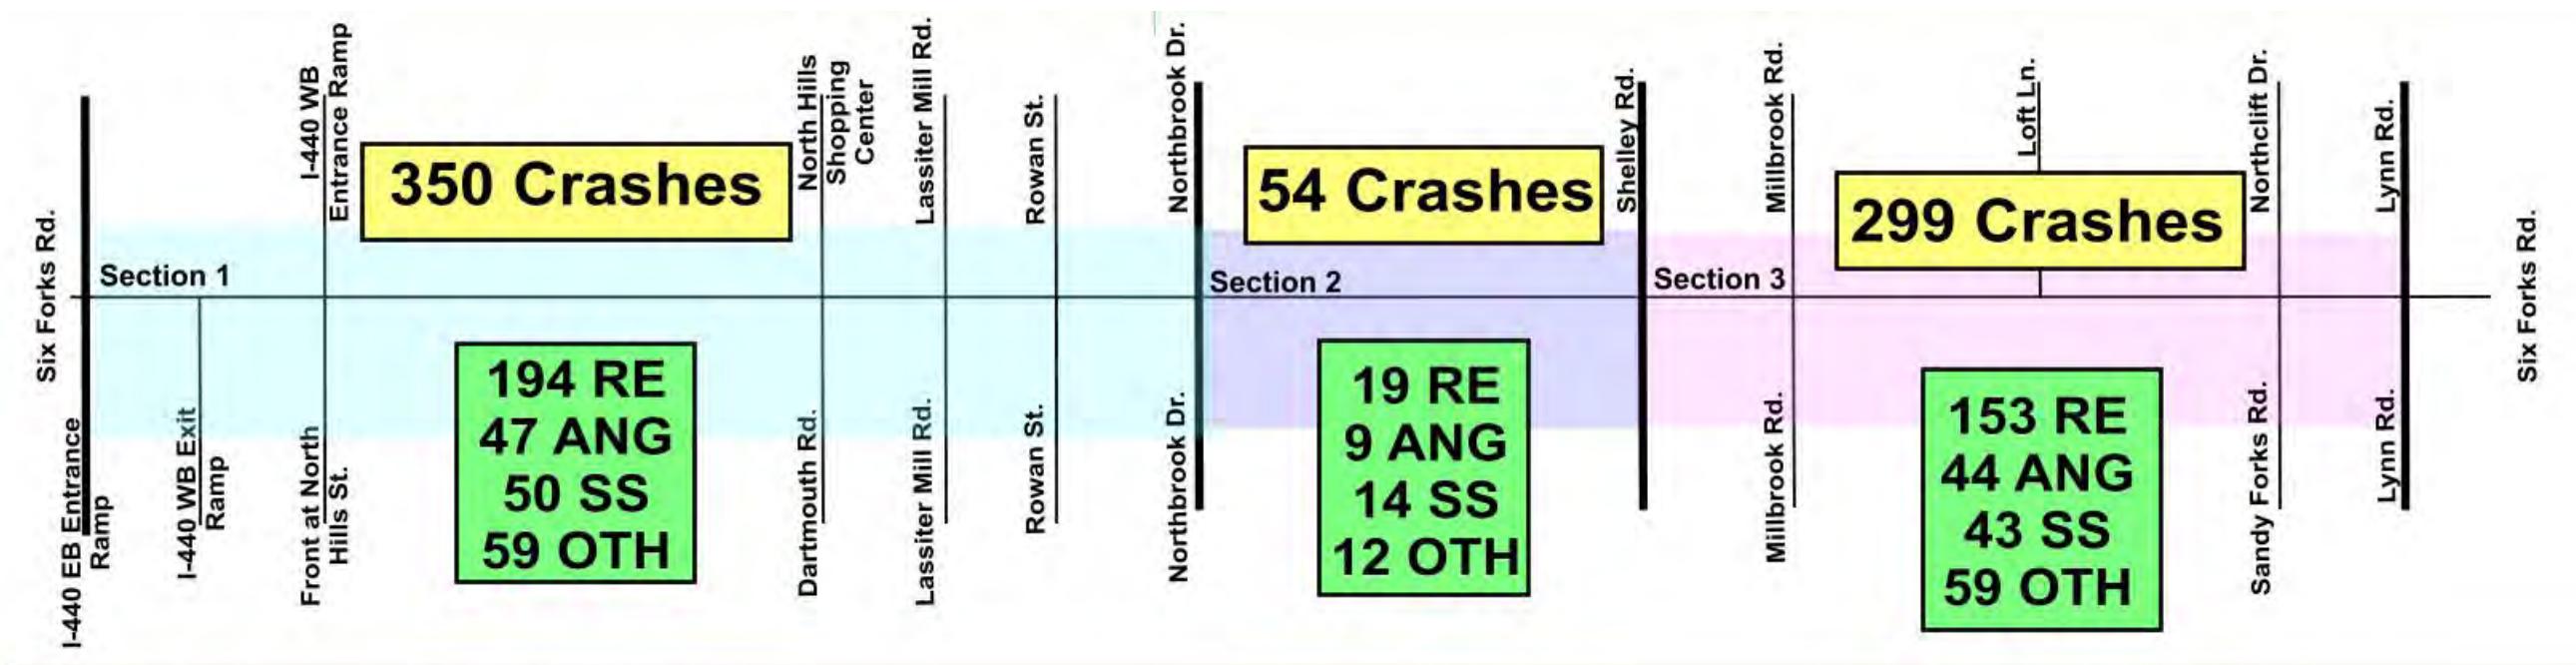 Six Forks Rd.
I-440 WB
Entrance Ramp
350 Crashes
North Hills
Shopping
Center
Lassiter Mill Rd.
Rowan St.
Northbrook Dr.
54 Crashes
Shelley Rd.
Millbrook Rd.
299 Crashes
Loft Ln.
Northclift Dr.
Lynn Rd.
Six Forks Rd.
Section 1
Section 2
Section 3
I-440 EB Entrance
Ramp
I-440 WB Exit
Ramp
Front at North
Hills St.
194 RE
47 ANG
50 SS
59 OTH
Dartmouth Rd.
Lassiter Mill Rd.
Rowan St.
Northbrook Dr.
19 RE
9 ANG
14 SS
12 OTH
Millbrook Rd.
153 RE
44 ANG
43 SS
59 OTH
Sandy Forks Rd.
Lynn Rd.